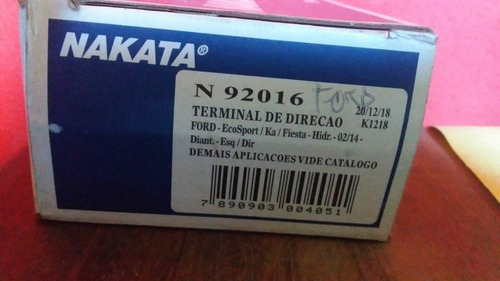 NAKATA®
N 92016 FORD
20/12/18
TERMINAL DE DIRECAO K1218
FORD - EcoSport / Ka / Fiesta - Hidr. - 02/14 -
Diant. - Esq / Dir
DEMAIS APLICACOES VIDE CATALOGO
7 890903 004051